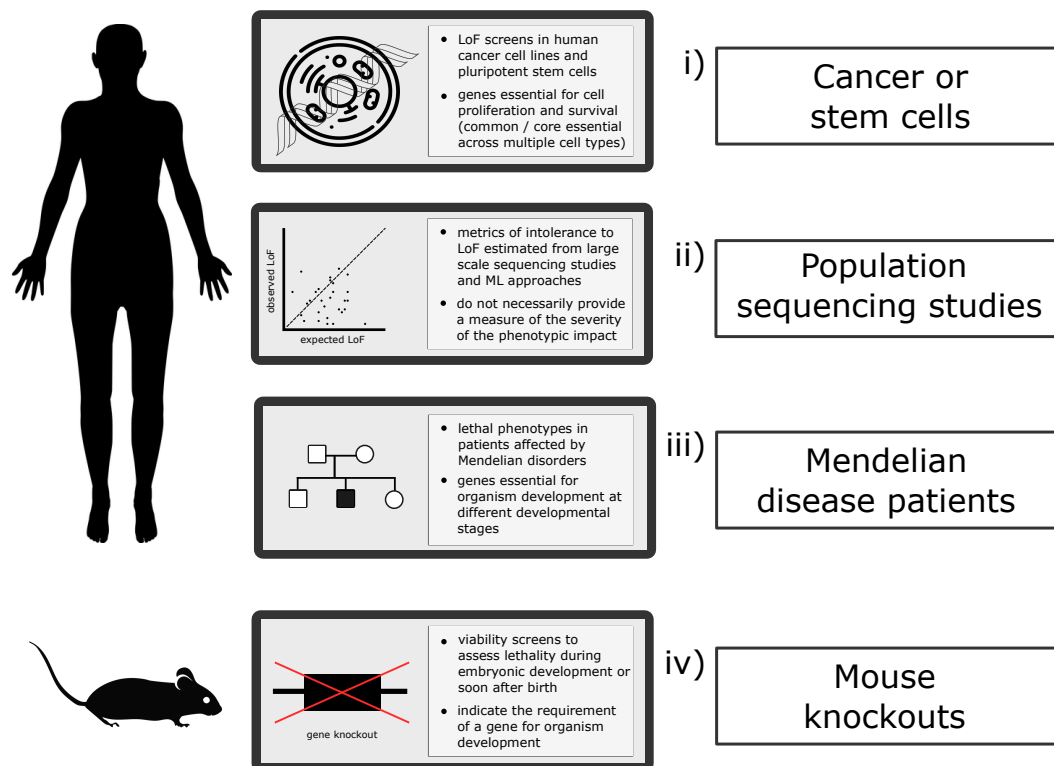 • LoF screens in human
cancer cell lines and
pluripotent stem cells
• genes essential for cell
proliferation and survival
(common / core essential
across multiple cell types)
i)
Cancer or
stem cells
observed LoF
expected LoF
• metrics of intolerance to
LoF estimated from large
scale sequencing studies
and ML approaches
• do not necessarily provide
a measure of the severity
of the phenotypic impact
ii)
Population
sequencing studies
• lethal phenotypes in
patients affected by
Mendelian disorders
• genes essential for
organism development at
different developmental
stages
iii)
Mendelian
disease patients
gene knockout
• viability screens to
assess lethality during
embryonic development or
soon after birth
• indicate the requirement
of a gene for organism
development
iv)
Mouse
knockouts